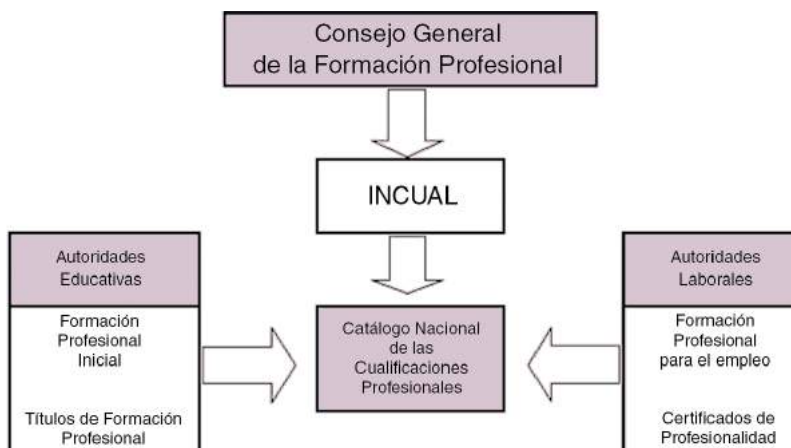 Consejo General
de la Formación Profesional
INCUAL
Autoridades
Educativas
Formación
Profesional
Inicial
Títulos de Formación
Profesional
Catálogo Nacional
de las
Cualificaciones
Profesionales
Autoridades
Laborales
Formación
Profesional
para el empleo
Certificados de
Profesionalidad